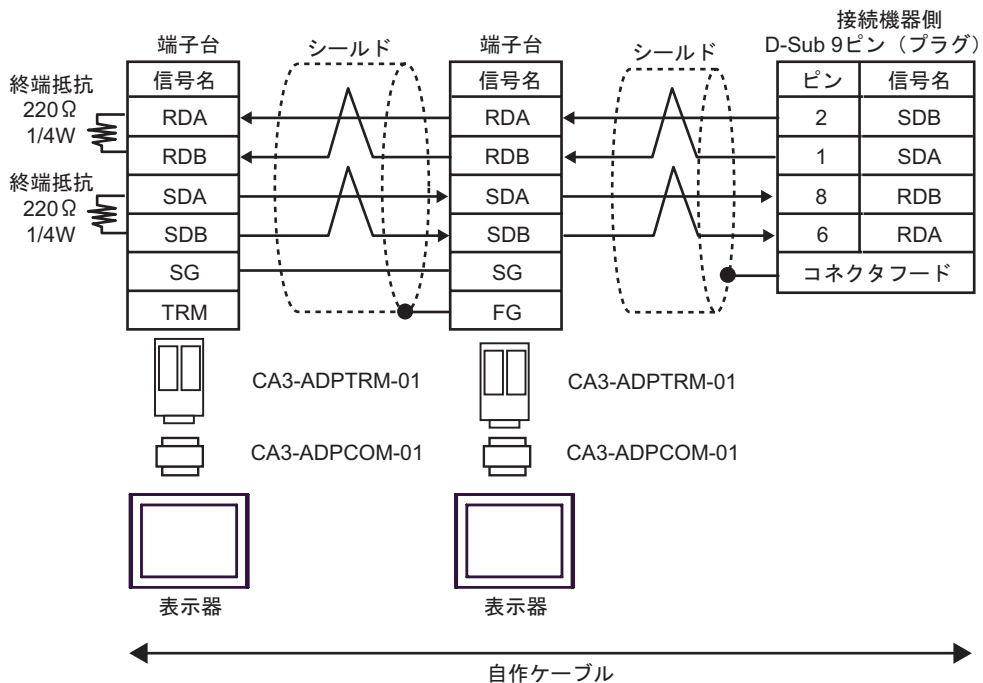 接続機器側
D-Sub 9ピン（プラグ）
端子台
シールド
端子台
シールド
終端抵抗
220Ω
1/4W
終端抵抗
220Ω
1/4W
信号名
RDA
RDB
SDA
SDB
SG
TRM
信号名
RDA
RDB
SDA
SDB
SG
FG
ピン 信号名
2 SDB
1 SDA
8 RDB
6 RDA
コネクタフード
CA3-ADPTRM-01
CA3-ADPTRM-01
CA3-ADPCOM-01
CA3-ADPCOM-01
表示器
表示器
自作ケーブル